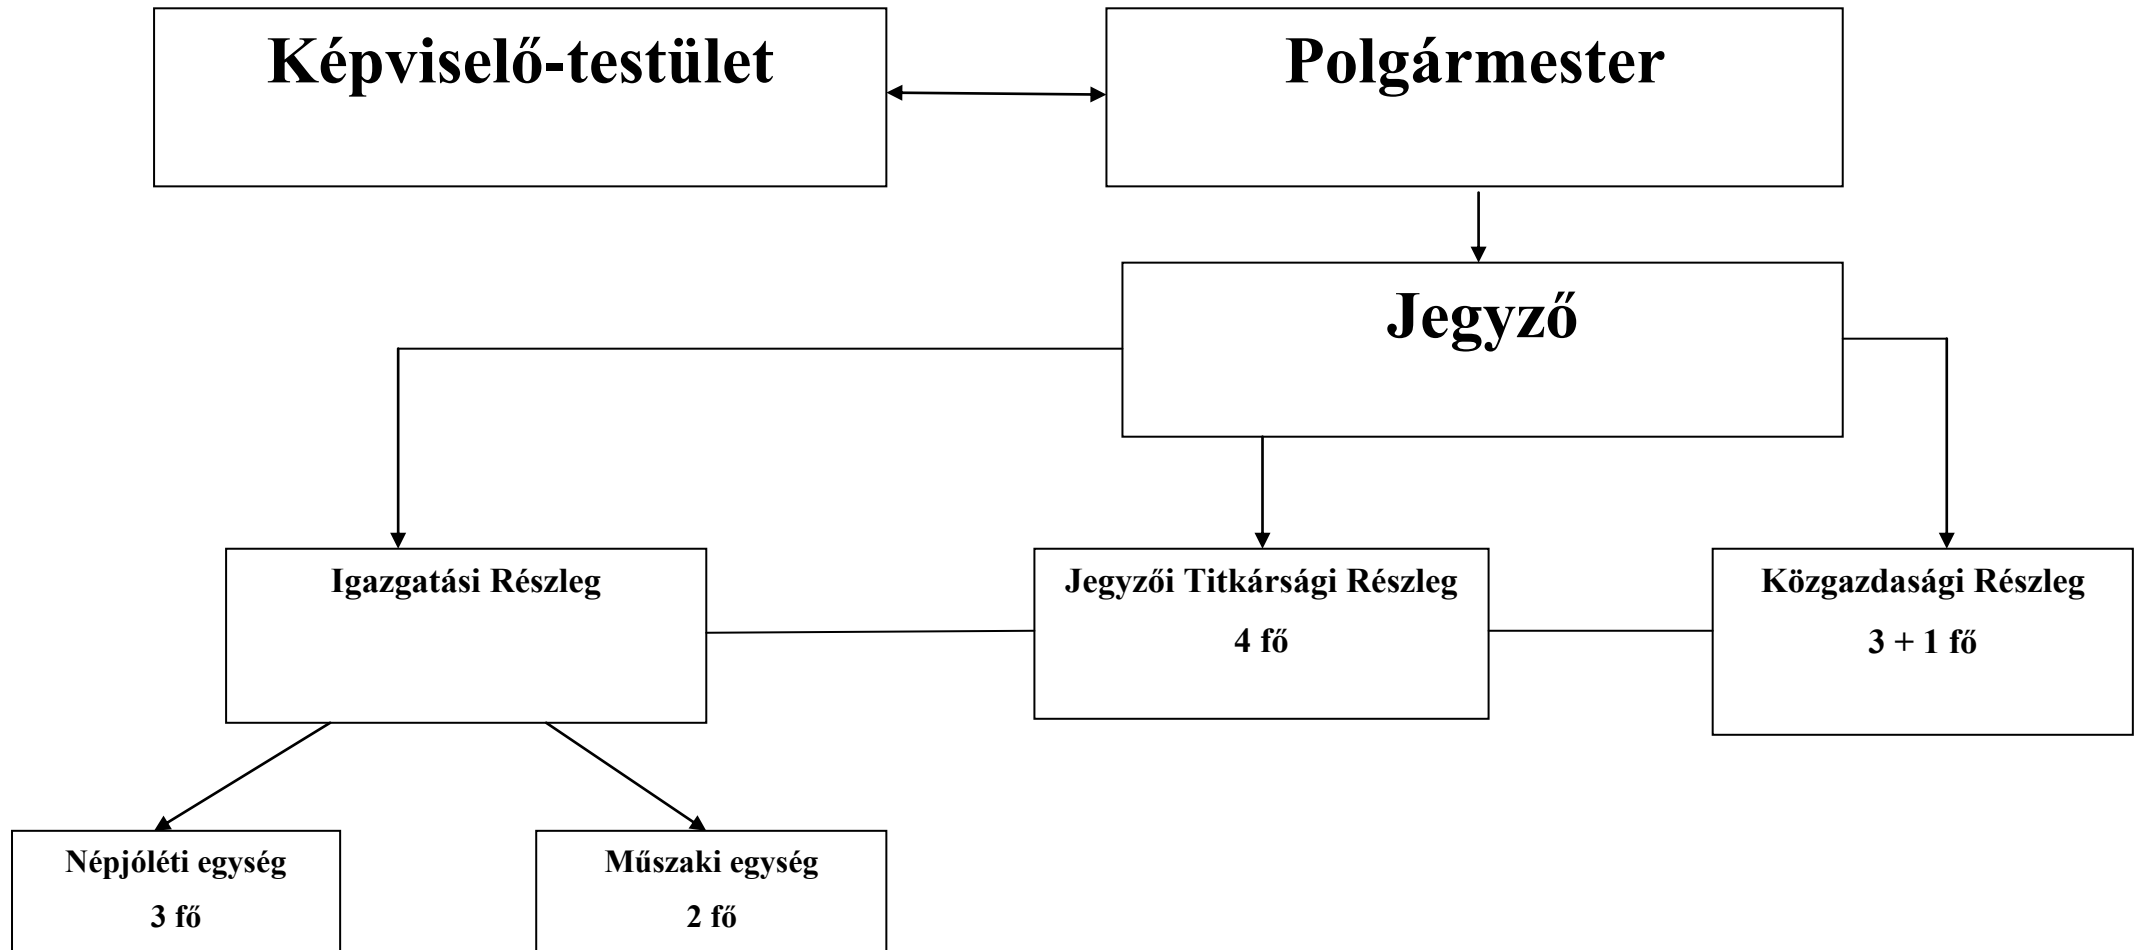 Képviselő-testület
Polgármester
Jegyző
Igazgatási Részleg
Jegyzői Titkársági Részleg
4 fő
Közgazdasági Részleg
3 + 1 fő
Népjóléti egység
3 fő
Műszaki egység
2 fő